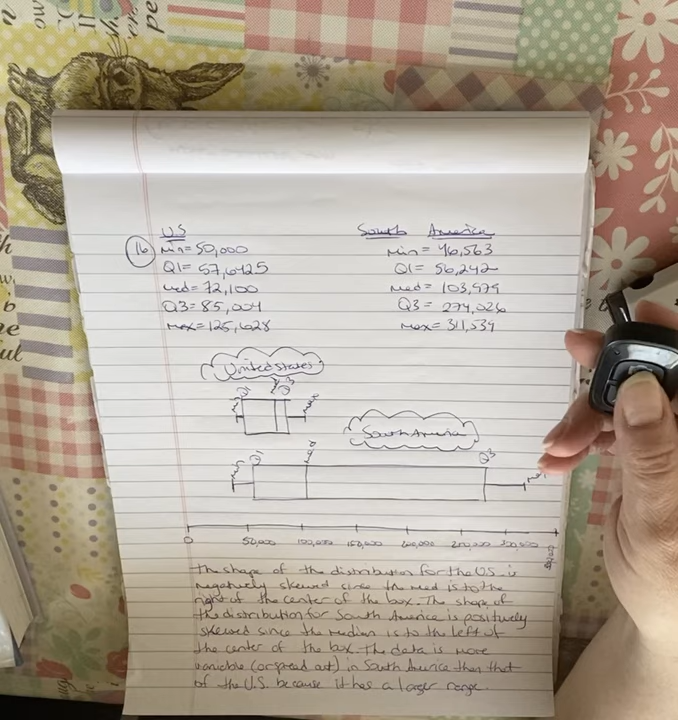 US
South America
16
Min = 50,000
Min = 46,563
Q1 = 57,642.5
Q1 = 56,242
med = 72,100
med = 103,979
Q3 = 85,004
Q3 = 274,026
Max = 125,628
Max = 311,539
United States
Min Q1 Q3 Max
South America
Min Q1 med Q3
0 50,000 100,000 150,000 200,000 250,000 300,000
The shape of the distribution for the US is
negatively skewed since the med is to the
right of the center of the box. The shape of
the distribution for South America is positively
skewed since the median is to the left of
the center of the box. The data is more
variable (or spread out) in South America than that
of the U.S. because it has a larger range.